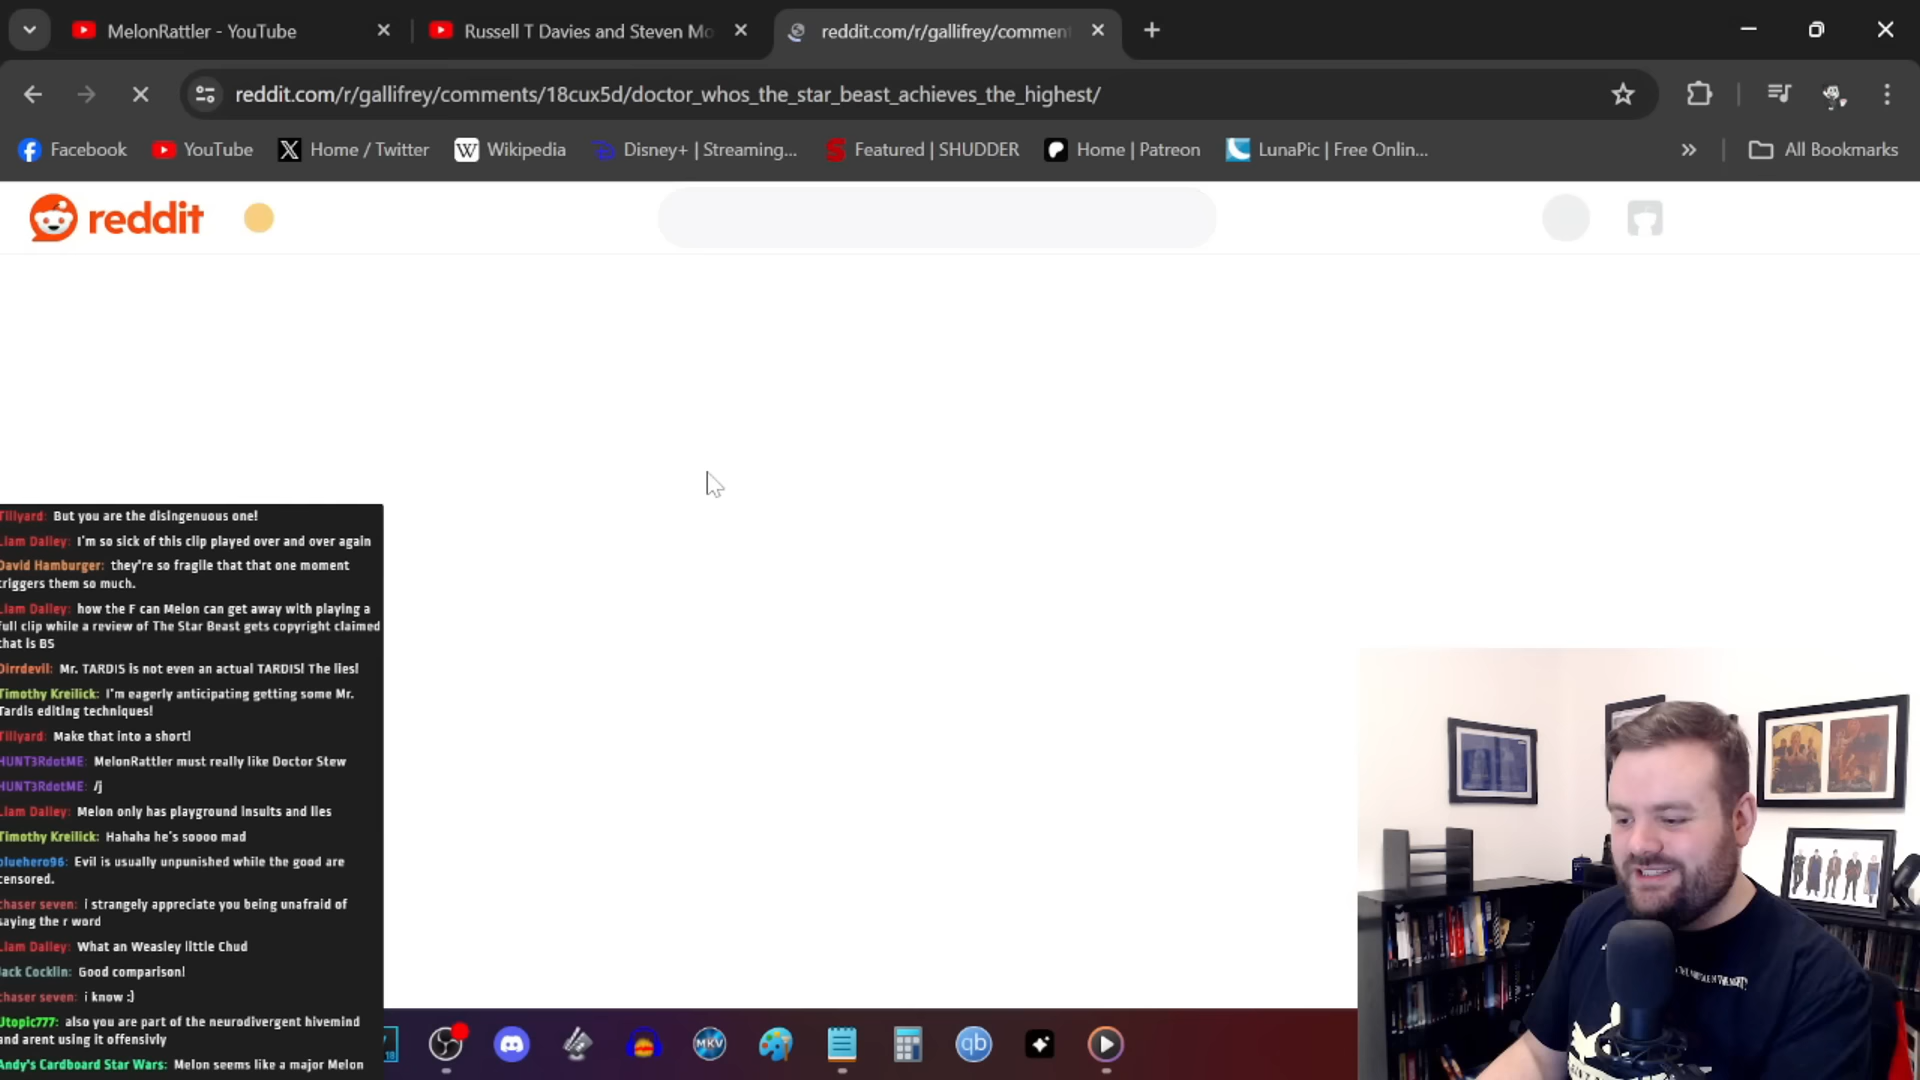 MelonRattler - YouTube
Russell T Davies and Steven Mo
reddit.com/r/gallifrey/comment
reddit.com/r/gallifrey/comments/18cux5d/doctor_whos_the_star_beast_achieves_the_highest/
Facebook
YouTube
Home / Twitter
Wikipedia
Disney+ | Streaming...
Featured | SHUDDER
Home | Patreon
LunaPic | Free Onlin...
All Bookmarks
reddit
Tillyard: But you are the disingenuous one!
Liam Dalley: I'm so sick of this clip played over and over again
David Hamburger: they're so fragile that that one moment
triggers them so much.
Liam Dalley: how the F can Melon can get away with playing a
full clip while a review of The Star Beast gets copyright claimed
that is BS
Dirrdevil: Mr. TARDIS is not even an actual TARDIS! The lies!
Timothy Kreilick: I'm eagerly anticipating getting some Mr.
Tardis editing techniques!
Tillyard: Make that into a short!
HUNT3RdotME: MelonRattler must really like Doctor Stew
HUNT3RdotME: /j
Liam Dalley: Melon only has playground insults and lies
Timothy Kreilick: Hahaha he's soooo mad
bluehero96: Evil is usually unpunished while the good are
censored.
chaser seven: i strangely appreciate you being unafraid of
saying the r word
Liam Dalley: What an Weasley little Chud
Jack Cocklin: Good comparison!
chaser seven: i know :)
Utopic777: also you are part of the neurodivergent hivemind
and arent using it offensivly
Andy's Cardboard Star Wars: Melon seems like a major Melon
MKV
qb